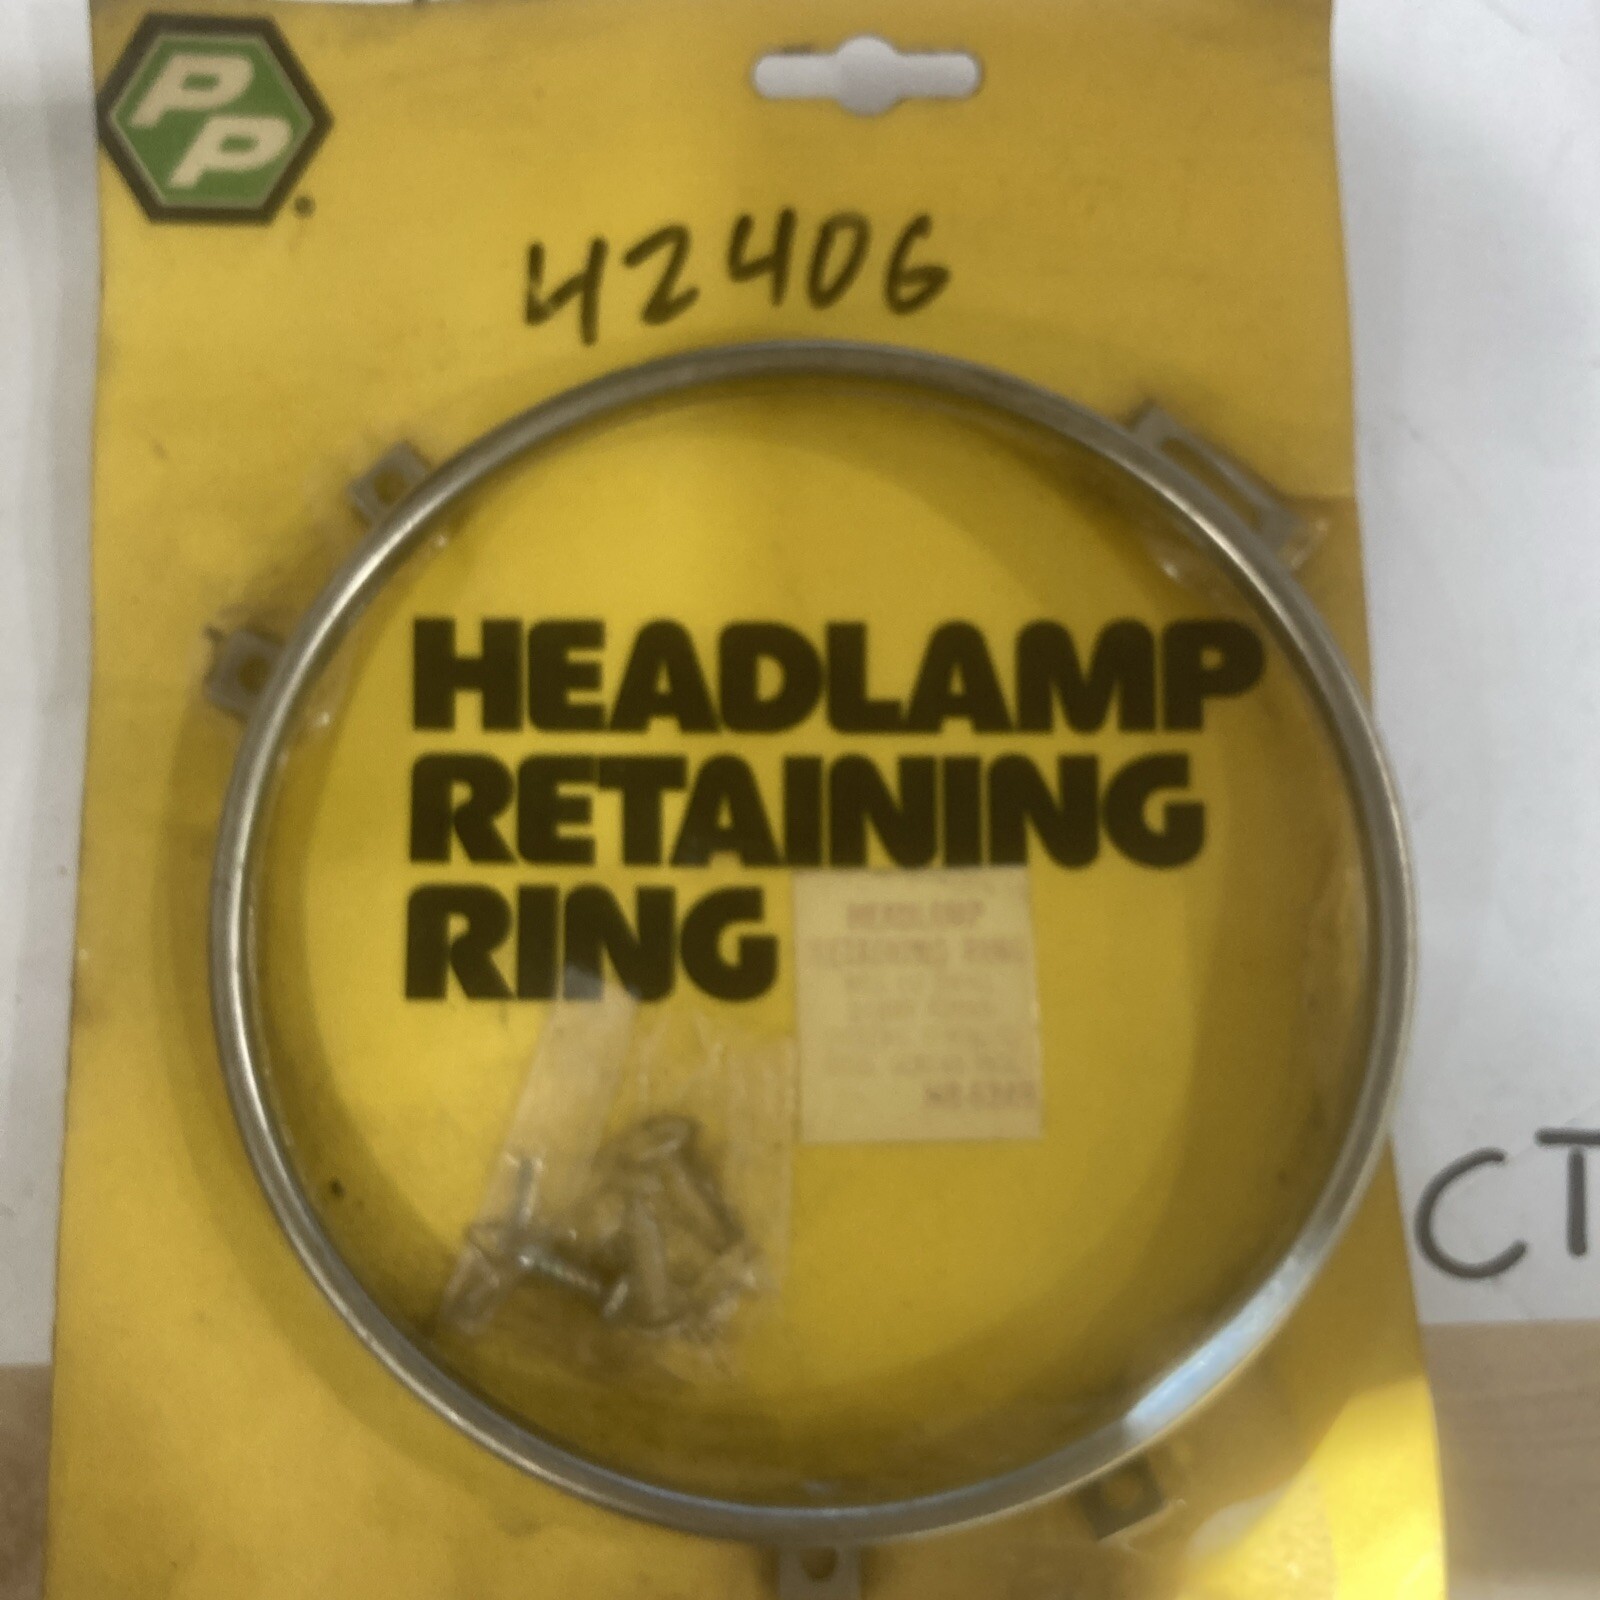 PP
42406
HEADLAMP
RETAINING
RING
HEADLAMP
RETAINING RING
CT